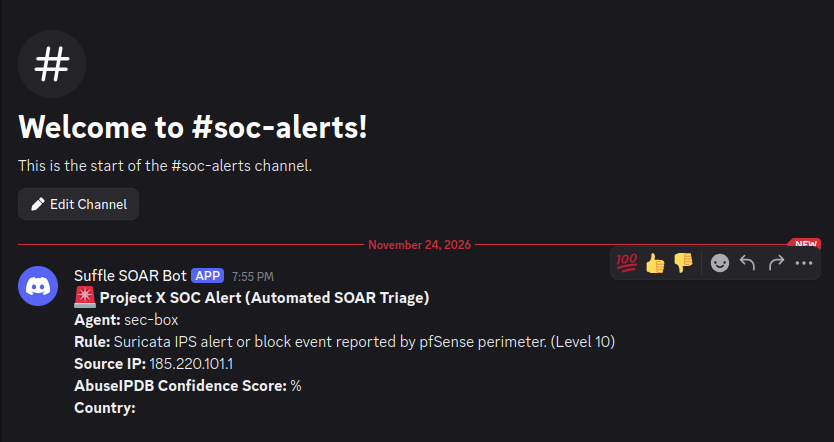 Welcome to #soc-alerts!
This is the start of the #soc-alerts channel.
Edit Channel
November 24, 2026
NEW
Suffle SOAR Bot APP 7:55 PM
🚨 Project X SOC Alert (Automated SOAR Triage)
Agent: sec-box
Rule: Suricata IPS alert or block event reported by pfSense perimeter. (Level 10)
Source IP: 185.220.101.1
AbuseIPDB Confidence Score: %
Country: